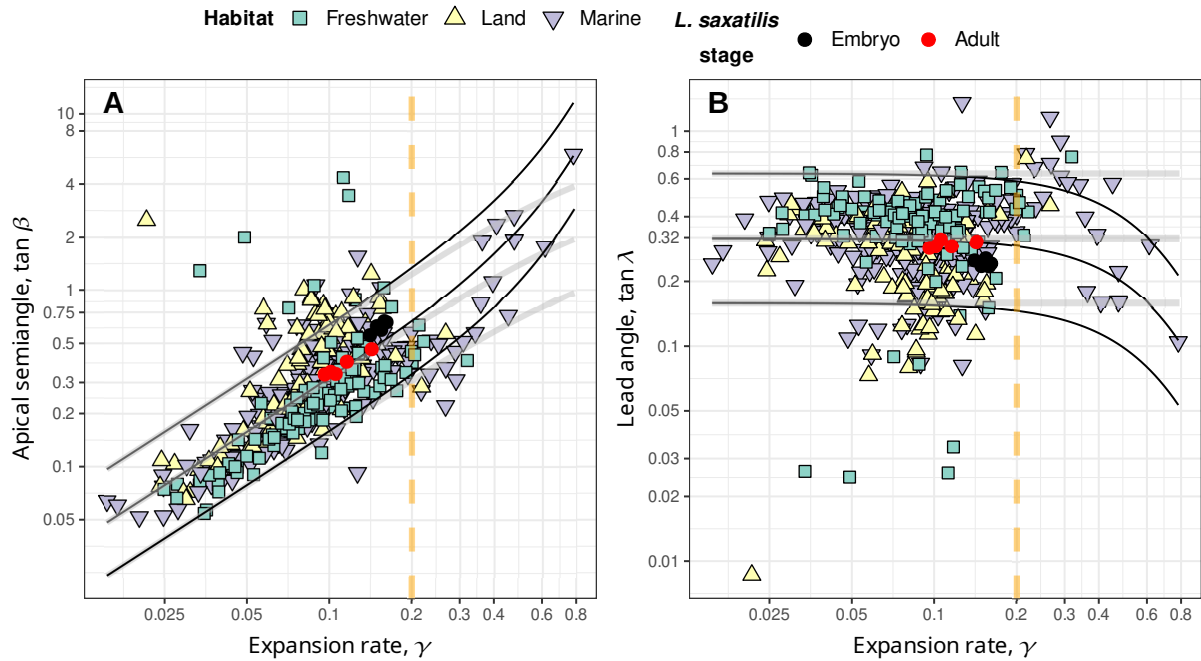 Habitat Freshwater Land Marine
L. saxatilis
stage
Embryo Adult
A
Apical semiangle, tan β
10
8
4
2
1
0.75
0.5
0.3
0.2
0.1
0.05
0.025 0.05 0.1 0.2 0.3 0.4 0.6 0.8
Expansion rate, γ
B
Lead angle, tan λ
1
0.8
0.6
0.4
0.32
0.2
0.1
0.05
0.03
0.02
0.01
0.025 0.05 0.1 0.2 0.3 0.4 0.6 0.8
Expansion rate, γ